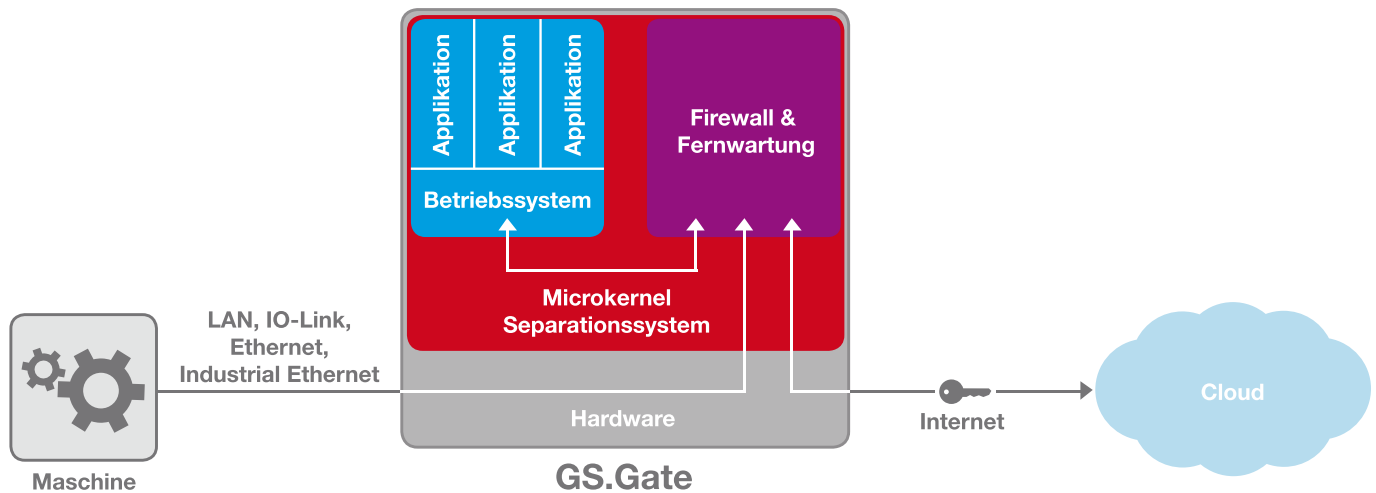 Applikation
Applikation
Applikation
Betriebssystem
Firewall &
Fernwartung
Microkernel
Separationssystem
LAN, IO-Link,
Ethernet,
Industrial Ethernet
Hardware
Internet
Cloud
Maschine
GS.Gate